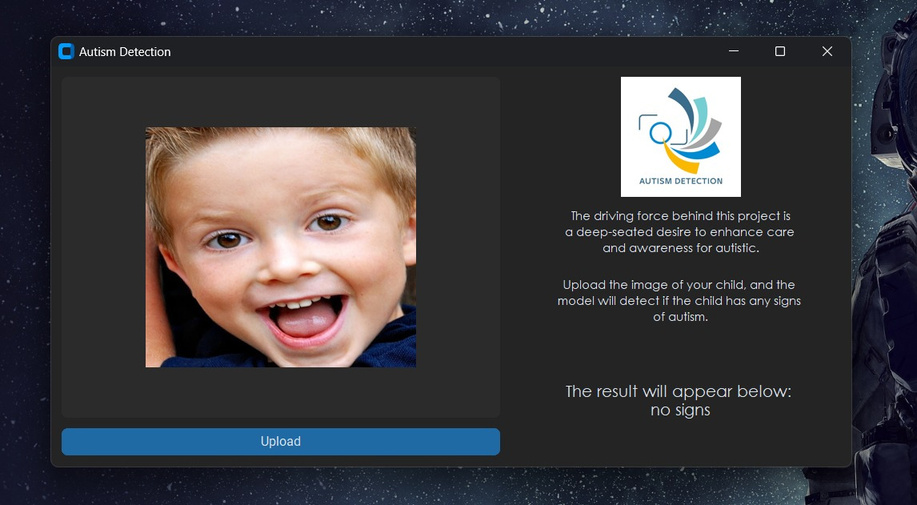 Autism Detection
AUTISM DETECTION
The driving force behind this project is
a deep-seated desire to enhance care
and awareness for autistic.
Upload the image of your child, and the
model will detect if the child has any signs
of autism.
The result will appear below:
no signs
Upload